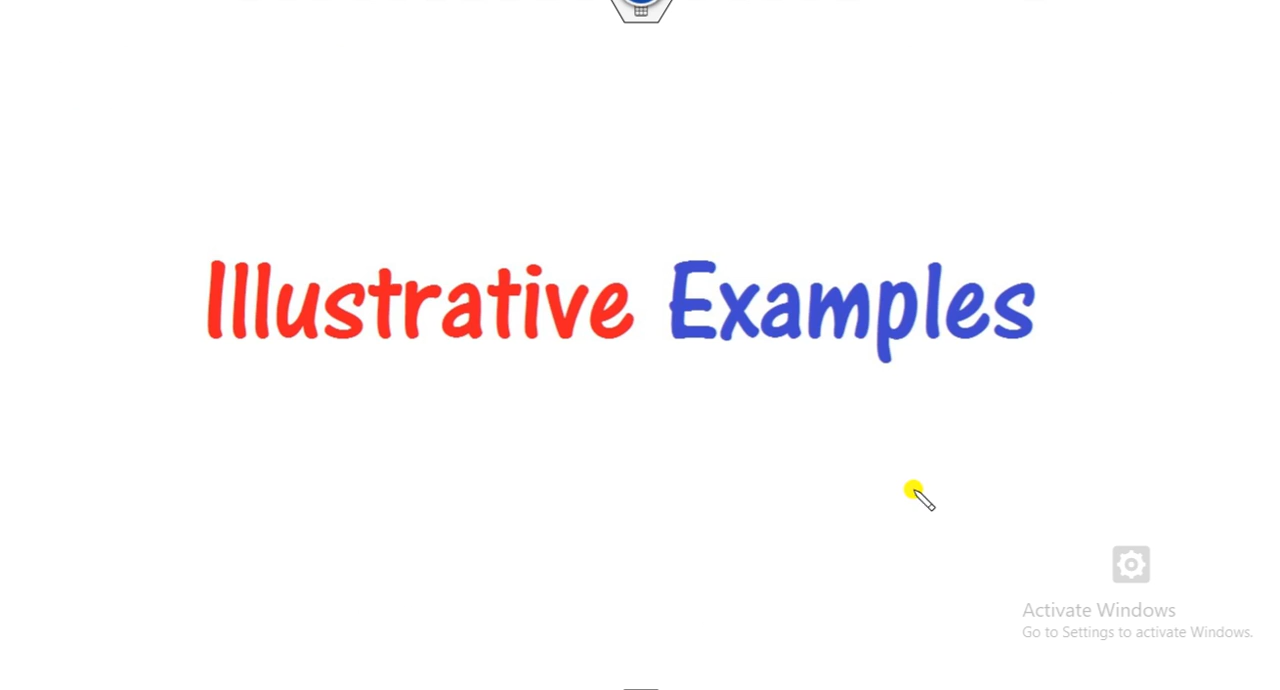 Illustrative Examples
Activate Windows
Go to Settings to activate Windows.